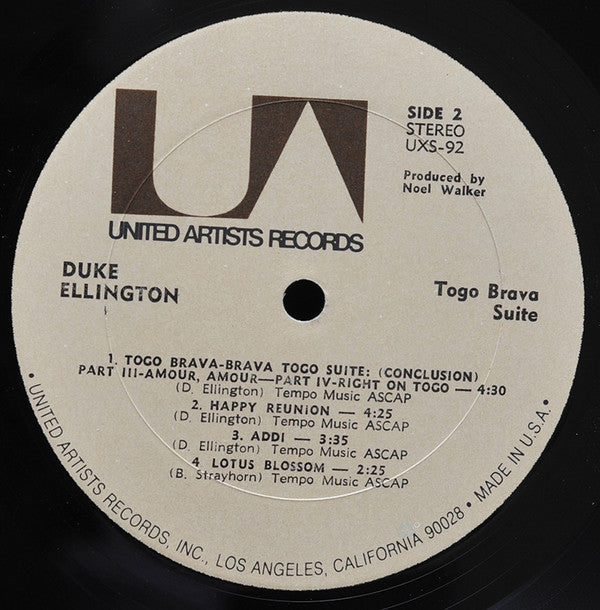 UA
SIDE 2
STEREO
UXS-92
Produced by
Noel Walker
UNITED ARTISTS RECORDS
DUKE
ELLINGTON
Togo Brava
Suite
1. TOGO BRAVA-BRAVA TOGO SUITE: (CONCLUSION)
PART III-AMOUR, AMOUR—PART IV-RIGHT ON TOGO — 4:30
(D. Ellington) Tempo Music ASCAP
2. HAPPY REUNION — 4:25
(D. Ellington) Tempo Music ASCAP
3. ADDI — 3:35
(D. Ellington) Tempo Music ASCAP
4 LOTUS BLOSSOM — 2:25
(B. Strayhorn) Tempo Music ASCAP
• UNITED ARTISTS RECORDS, INC., LOS ANGELES, CALIFORNIA 90028 • MADE IN U.S.A. •